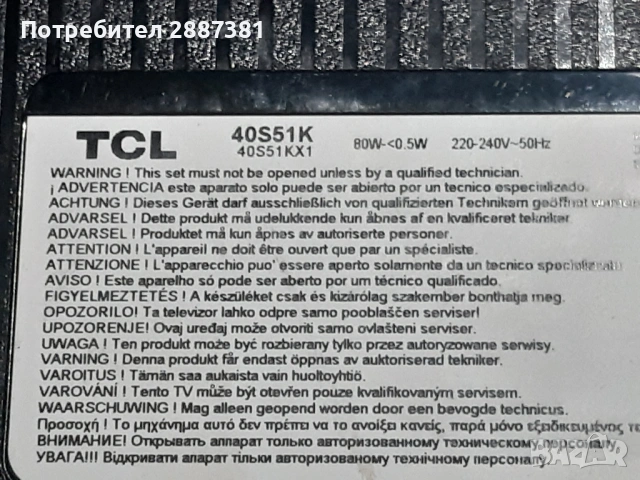 Потребител 2887381
TCL 40S51K 80W-<0.5W 220-240V~50Hz
40S51KX1
WARNING ! This set must not be opened unless by a qualified technician.
¡ ADVERTENCIA este aparato solo puede ser abierto por un tecnico especializado.
ACHTUNG ! Dieses Gerät darf ausschließlich von qualifizierten Technikern geöffnet werden
ADVARSEL ! Dette produkt må udelukkende kun åbnes af en kvalificeret tekniker.
ADVARSEL ! Produktet må kun åpnes av autoriserte personer.
ATTENTION ! L'appareil ne doit être ouvert que par un spécialiste.
ATTENZIONE ! L'apparecchio puo' essere aperto solamente da un tecnico specializzato
AVISO ! Este aparelho só pode ser aberto por um técnico qualificado.
FIGYELMEZTETÉS ! A készüléket csak és kizárólag szakember bonthatja meg.
OPOZORILO! Ta televizor lahko odpre samo pooblaščen serviser!
UPOZORENJE! Ovaj uređaj može otvoriti samo ovlašteni serviser.
UWAGA ! Ten produkt może być rozbierany tylko przez autoryzowane serwisy.
VARNING ! Denna produkt får endast öppnas av auktoriserad tekniker.
VAROITUS ! Tämän saa aukaista vain huoltoyhtiö.
VAROVÁNÍ ! Tento TV může být otevřen pouze kvalifikovaným servisem.
WAARSCHUWING ! Mag alleen geopend worden door een bevogde technicus.
Προσοχή ! Το μηχάνημα αυτό δεν πρέπει να το ανοίξει κανείς, παρά μόνο εξειδικευμένος
ВНИМАНИЕ! Открывать аппарат только авторизованному техническому персоналу
УВАГА!!! Відкривати апарат тільки авторизованному технічному персоналу.